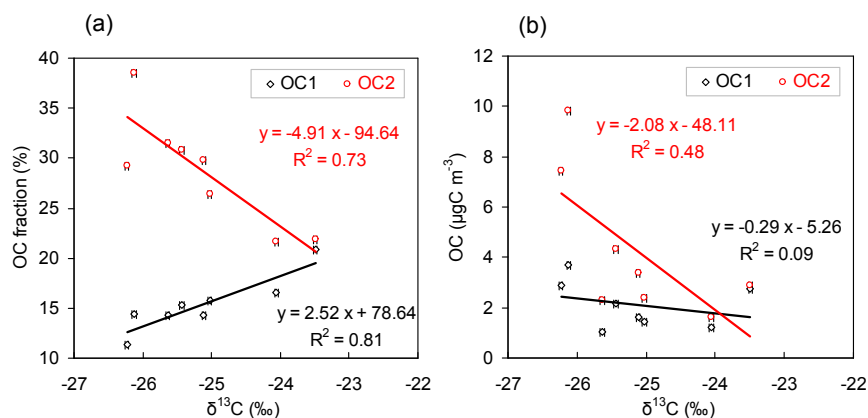 (a)
OC1 OC2
y = -4.91 x - 94.64
R² = 0.73
y = 2.52 x + 78.64
R² = 0.81
OC fraction (%)
40
35
30
25
20
15
10
-27 -26 -25 -24 -23 -22
δ¹³C (‰)
(b)
OC1 OC2
y = -2.08 x - 48.11
R² = 0.48
y = -0.29 x - 5.26
R² = 0.09
OC (µgC m⁻³)
12
10
8
6
4
2
0
-27 -26 -25 -24 -23 -22
δ¹³C (‰)